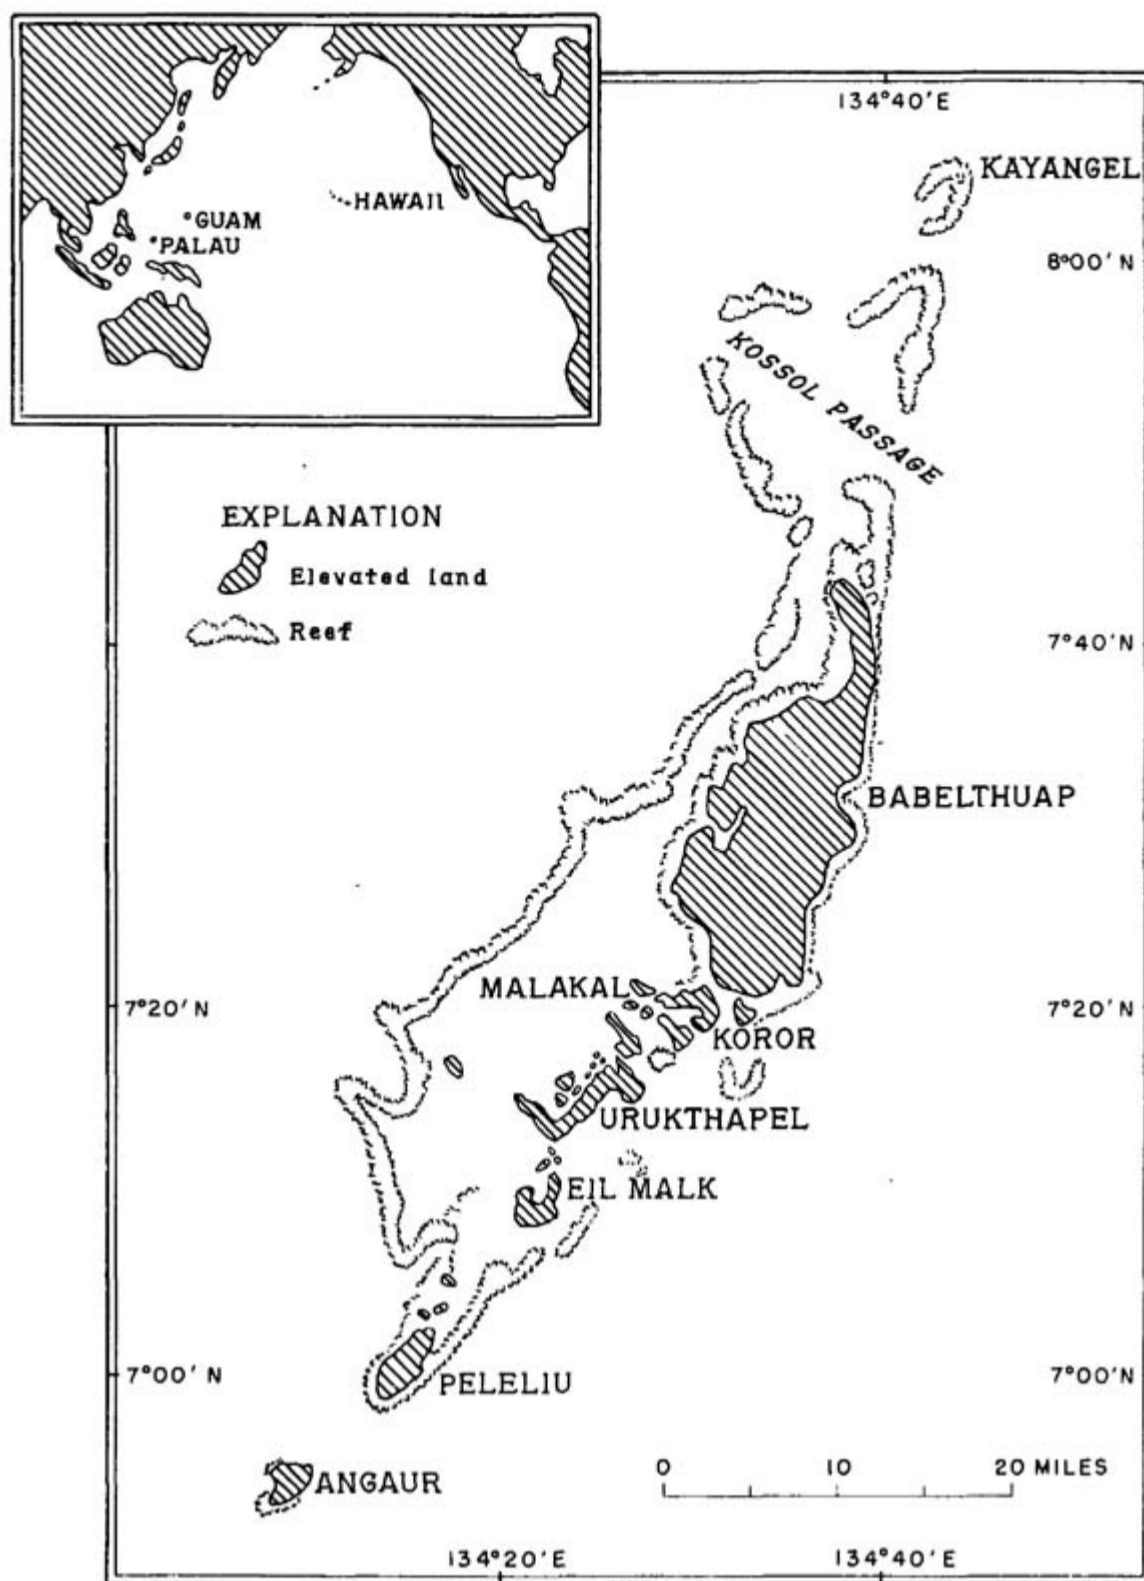 HAWAII
GUAM
PALAU
134°40'E
KAYANGEL
8°00'N
KOSSOL PASSAGE
EXPLANATION
Elevated land
Reef
7°40'N
BABELTHUAP
MALAKAL
7°20'N
7°20'N
KOROR
URUKTHAPEL
EIL MALK
7°00'N
7°00'N
PELELIU
0 10 20 MILES
ANGAUR
134°20'E
134°40'E